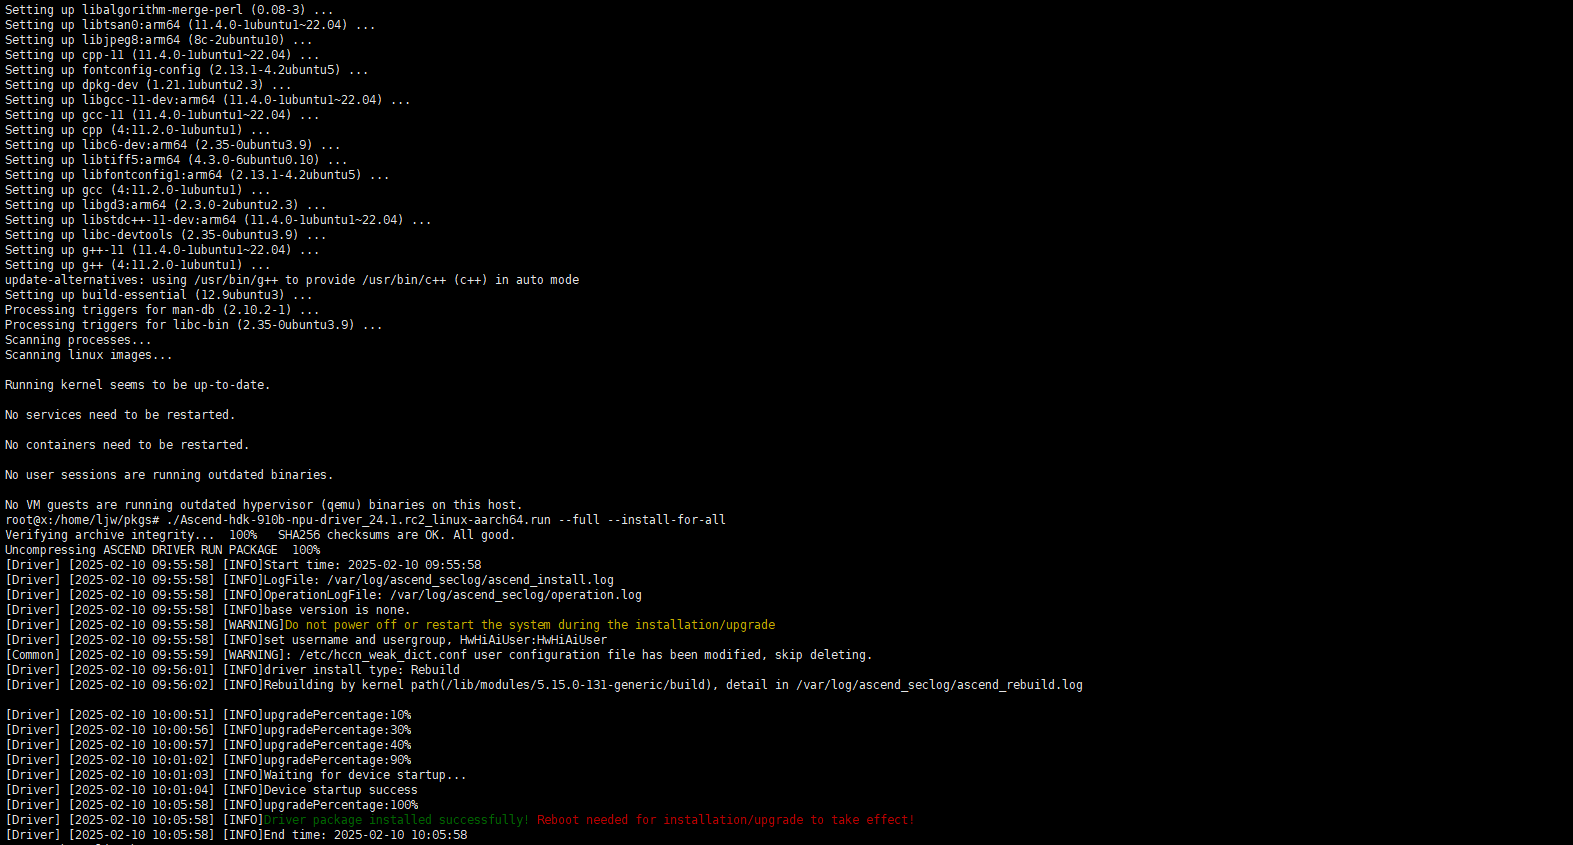 Setting up libalgorithm-merge-perl (0.08-3) ...
Setting up libtsan0:arm64 (11.4.0-1ubuntu1~22.04) ...
Setting up libjpeg8:arm64 (8c-2ubuntu10) ...
Setting up cpp-11 (11.4.0-1ubuntu1~22.04) ...
Setting up fontconfig-config (2.13.1-4.2ubuntu5) ...
Setting up dpkg-dev (1.21.1ubuntu2.3) ...
Setting up libgcc-11-dev:arm64 (11.4.0-1ubuntu1~22.04) ...
Setting up gcc-11 (11.4.0-1ubuntu1~22.04) ...
Setting up cpp (4:11.2.0-1ubuntu1) ...
Setting up libc6-dev:arm64 (2.35-0ubuntu3.9) ...
Setting up libtiff5:arm64 (4.3.0-6ubuntu0.10) ...
Setting up libfontconfig1:arm64 (2.13.1-4.2ubuntu5) ...
Setting up gcc (4:11.2.0-1ubuntu1) ...
Setting up libgd3:arm64 (2.3.0-2ubuntu2.3) ...
Setting up libstdc++-11-dev:arm64 (11.4.0-1ubuntu1~22.04) ...
Setting up libc-devtools (2.35-0ubuntu3.9) ...
Setting up g++-11 (11.4.0-1ubuntu1~22.04) ...
Setting up g++ (4:11.2.0-1ubuntu1) ...
update-alternatives: using /usr/bin/g++ to provide /usr/bin/c++ (c++) in auto mode
Setting up build-essential (12.9ubuntu3) ...
Processing triggers for man-db (2.10.2-1) ...
Processing triggers for libc-bin (2.35-0ubuntu3.9) ...
Scanning processes...
Scanning linux images...
Running kernel seems to be up-to-date.
No services need to be restarted.
No containers need to be restarted.
No user sessions are running outdated binaries.
No VM guests are running outdated hypervisor (qemu) binaries on this host.
root@x:/home/ljw/pkgs# ./Ascend-hdk-910b-npu-driver_24.1.rc2_linux-aarch64.run --full --install-for-all
Verifying archive integrity...  100%   SHA256 checksums are OK. All good.
Uncompressing ASCEND DRIVER RUN PACKAGE  100%
[Driver] [2025-02-10 09:55:58] [INFO]Start time: 2025-02-10 09:55:58
[Driver] [2025-02-10 09:55:58] [INFO]LogFile: /var/log/ascend_seclog/ascend_install.log
[Driver] [2025-02-10 09:55:58] [INFO]OperationLogFile: /var/log/ascend_seclog/operation.log
[Driver] [2025-02-10 09:55:58] [INFO]base version is none.
[Driver] [2025-02-10 09:55:58] [WARNING]Do not power off or restart the system during the installation/upgrade
[Driver] [2025-02-10 09:55:58] [INFO]set username and usergroup, HwHiAiUser:HwHiAiUser
[Common] [2025-02-10 09:55:59] [WARNING]: /etc/hccn_weak_dict.conf user configuration file has been modified, skip deleting.
[Driver] [2025-02-10 09:56:01] [INFO]driver install type: Rebuild
[Driver] [2025-02-10 09:56:02] [INFO]Rebuilding by kernel path(/lib/modules/5.15.0-131-generic/build), detail in /var/log/ascend_seclog/ascend_rebuild.log
[Driver] [2025-02-10 10:00:51] [INFO]upgradePercentage:10%
[Driver] [2025-02-10 10:00:56] [INFO]upgradePercentage:30%
[Driver] [2025-02-10 10:00:57] [INFO]upgradePercentage:40%
[Driver] [2025-02-10 10:01:02] [INFO]upgradePercentage:90%
[Driver] [2025-02-10 10:01:03] [INFO]Waiting for device startup...
[Driver] [2025-02-10 10:01:04] [INFO]Device startup success
[Driver] [2025-02-10 10:05:58] [INFO]upgradePercentage:100%
[Driver] [2025-02-10 10:05:58] [INFO]Driver package installed successfully! Reboot needed for installation/upgrade to take effect!
[Driver] [2025-02-10 10:05:58] [INFO]End time: 2025-02-10 10:05:58